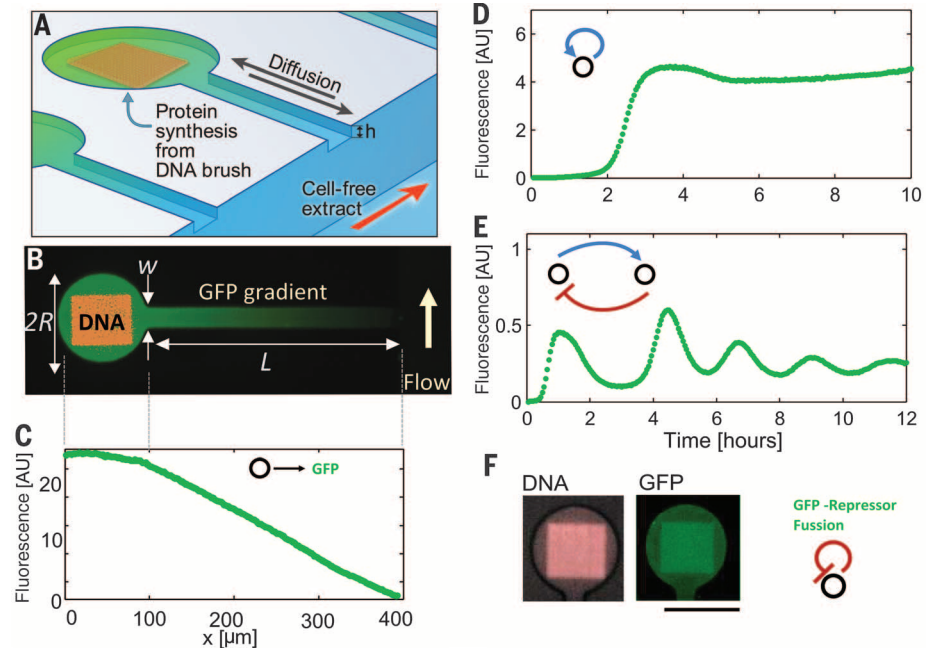 A
Diffusion
Protein
synthesis
from
DNA brush
h
Cell-free
extract
B
2R
DNA
w
GFP gradient
L
Flow
C
Fluorescence [AU]
20
10
0
GFP
0 100 200 300 400
x [µm]
D
Fluorescence [AU]
6
4
2
0
0 2 4 6 8 10
E
Fluorescence [AU]
1
0.5
0
0 2 4 6 8 10 12
Time [hours]
F
DNA
GFP
GFP -Repressor
Fussion